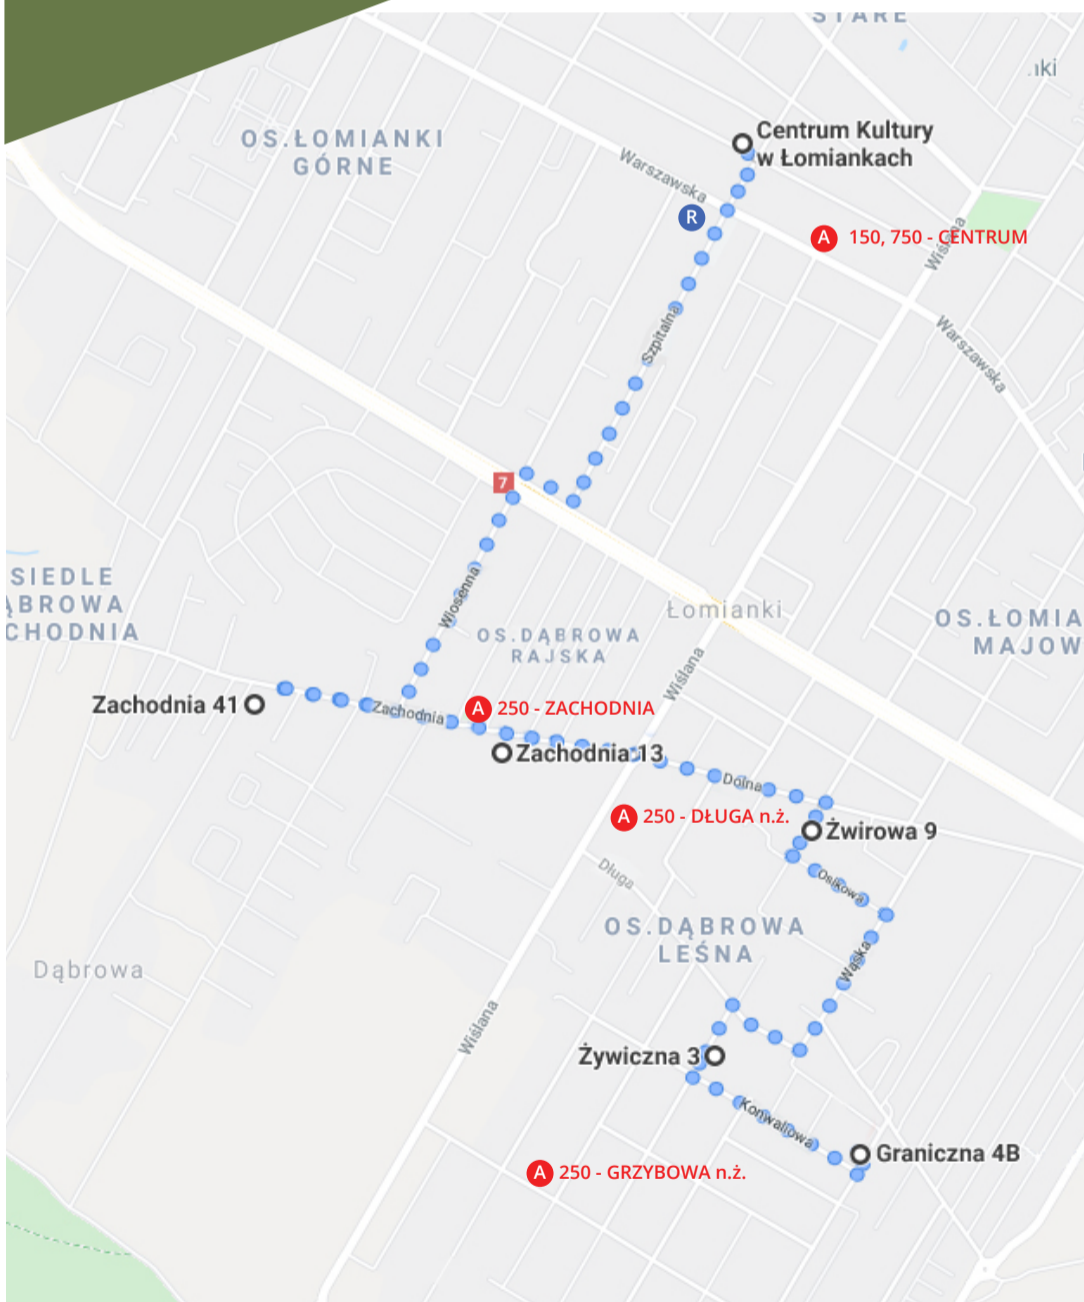 STARE
nki
Centrum Kultury
w Łomiankach
OS.ŁOMIANKI
GÓRNE
Warszawska
R
A 150, 750 - CENTRUM
Wiślana
Szpitalna
Warszawska
7
SIEDLE
ĄBROWA
CHODNIA
Wiosenna
Łomianki
OS.ŁOMIA
MAJOW
OS.DĄBROWA
RAJSKA
Wiślana
Zachodnia 41
Zachodnia
A 250 - ZACHODNIA
Zachodnia 13
Dolna
A 250 - DŁUGA n.ż.
Żwirowa 9
Długa
Osikowa
OS.DĄBROWA
LEŚNA
Wąska
Dąbrowa
Wiślana
Żywiczna 3
Konwaliowa
Graniczna 4B
A 250 - GRZYBOWA n.ż.